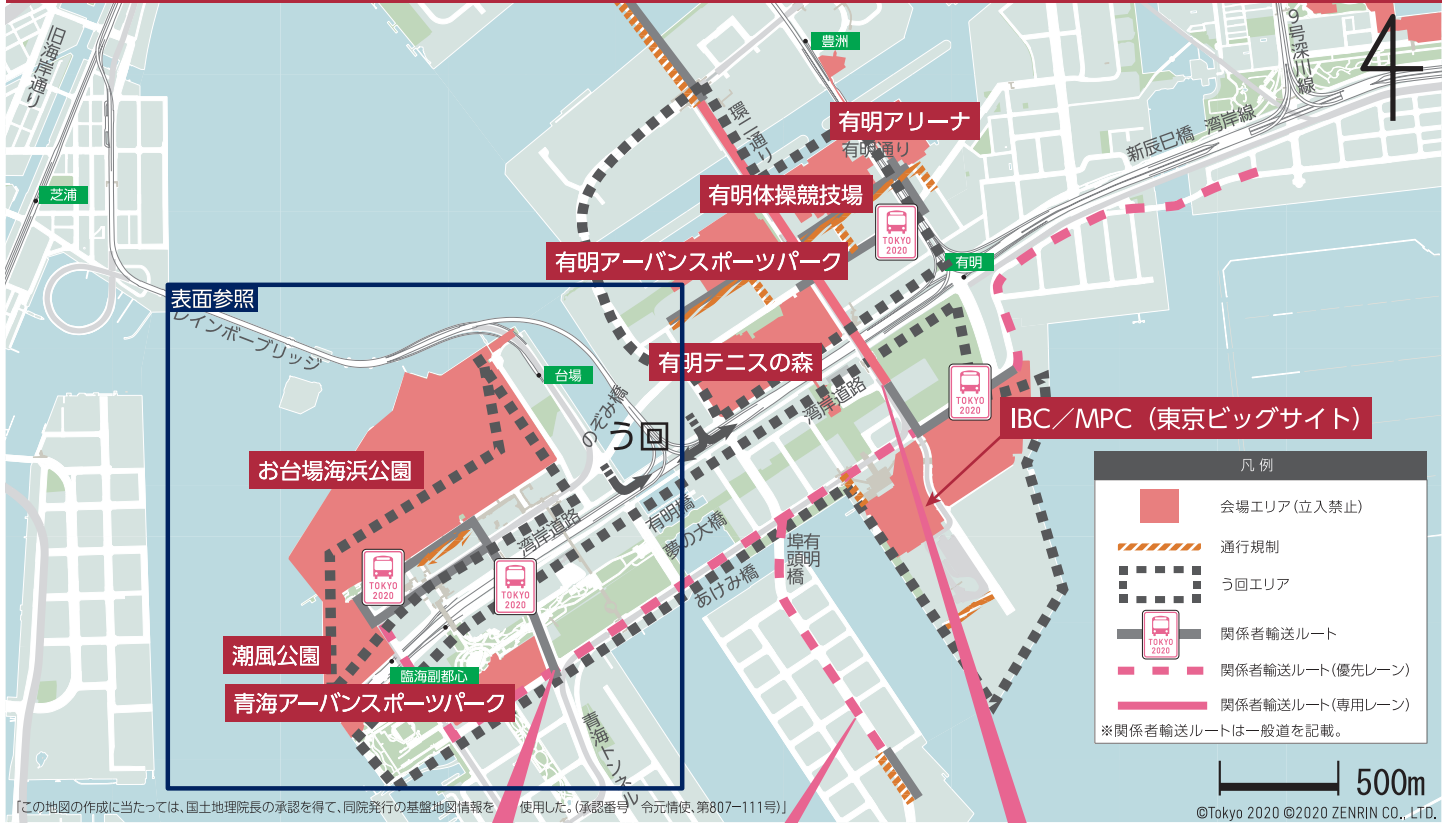 旧海岸通り
豊洲
9号深川線
4
環二通り
有明アリーナ
有明通り
新辰巳橋 湾岸線
芝浦
有明体操競技場
TOKYO
2020
有明アーバンスポーツパーク
有明
表面参照
レインボーブリッジ
有明テニスの森
台場
のぞみ橋
う回
湾岸道路
TOKYO
2020
IBC/MPC(東京ビッグサイト)
お台場海浜公園
湾岸道路
有明橋
夢の大橋
有明
埠頭橋
あけみ橋
TOKYO
2020
TOKYO
2020
潮風公園
臨海副都心
青海アーバンスポーツパーク
青海トンネル
凡例
会場エリア(立入禁止)
通行規制
う回エリア
TOKYO
2020
関係者輸送ルート
関係者輸送ルート(優先レーン)
関係者輸送ルート(専用レーン)
※関係者輸送ルートは一般道を記載。
500m
「この地図の作成に当たっては、国土地理院長の承認を得て、同院発行の基盤地図情報を 使用した。(承認番号 令元情使、第807-111号)」
©Tokyo 2020 ©2020 ZENRIN CO., LTD.